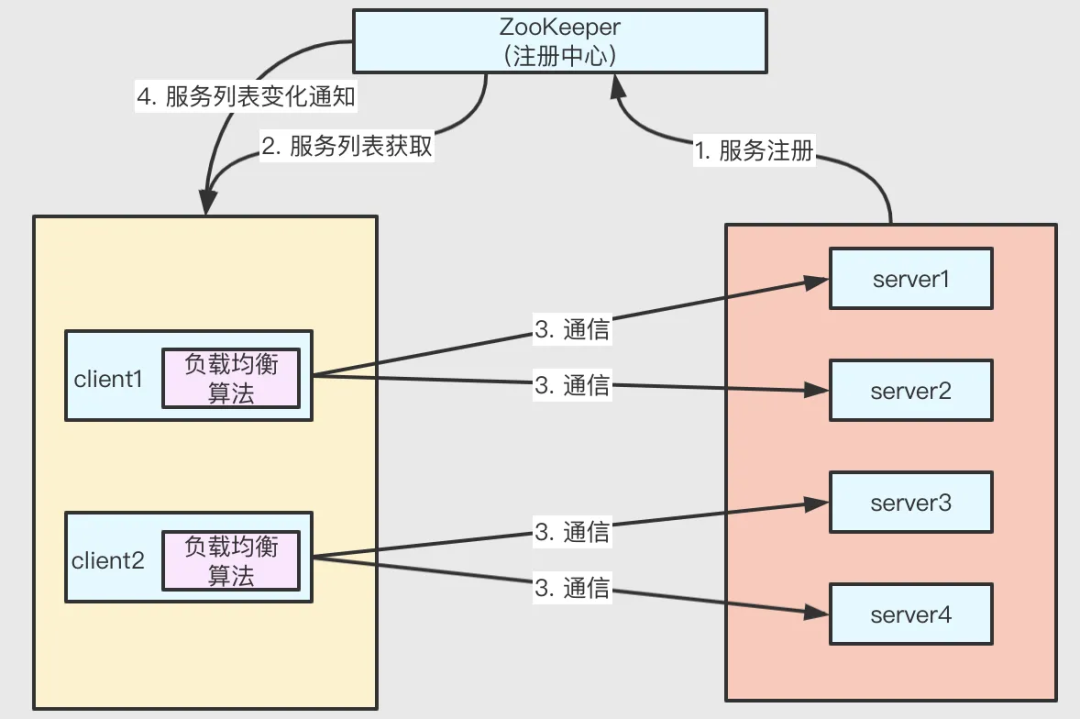 ZooKeeper
（注册中心）
4. 服务列表变化通知
2. 服务列表获取
1. 服务注册
client1
负载均衡
算法
client2
负载均衡
算法
3. 通信
3. 通信
3. 通信
3. 通信
server1
server2
server3
server4